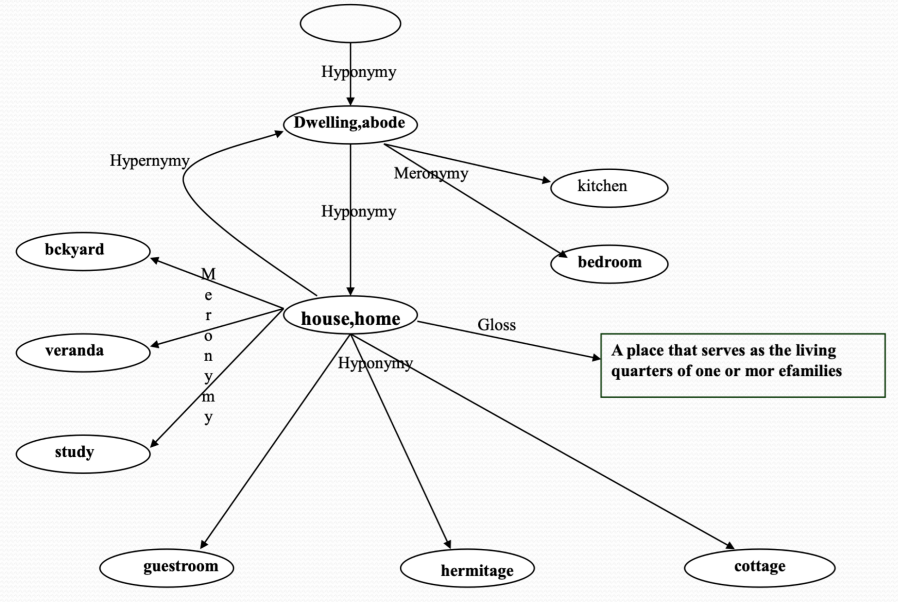 Hyponymy
Dwelling,abode
Hypernymy
Meronymy
kitchen
Hyponymy
bckyard
bedroom
Meronymy
house,home
Gloss
veranda
A place that serves as the living
quarters of one or mor efamilies
Hyponymy
study
guestroom
hermitage
cottage